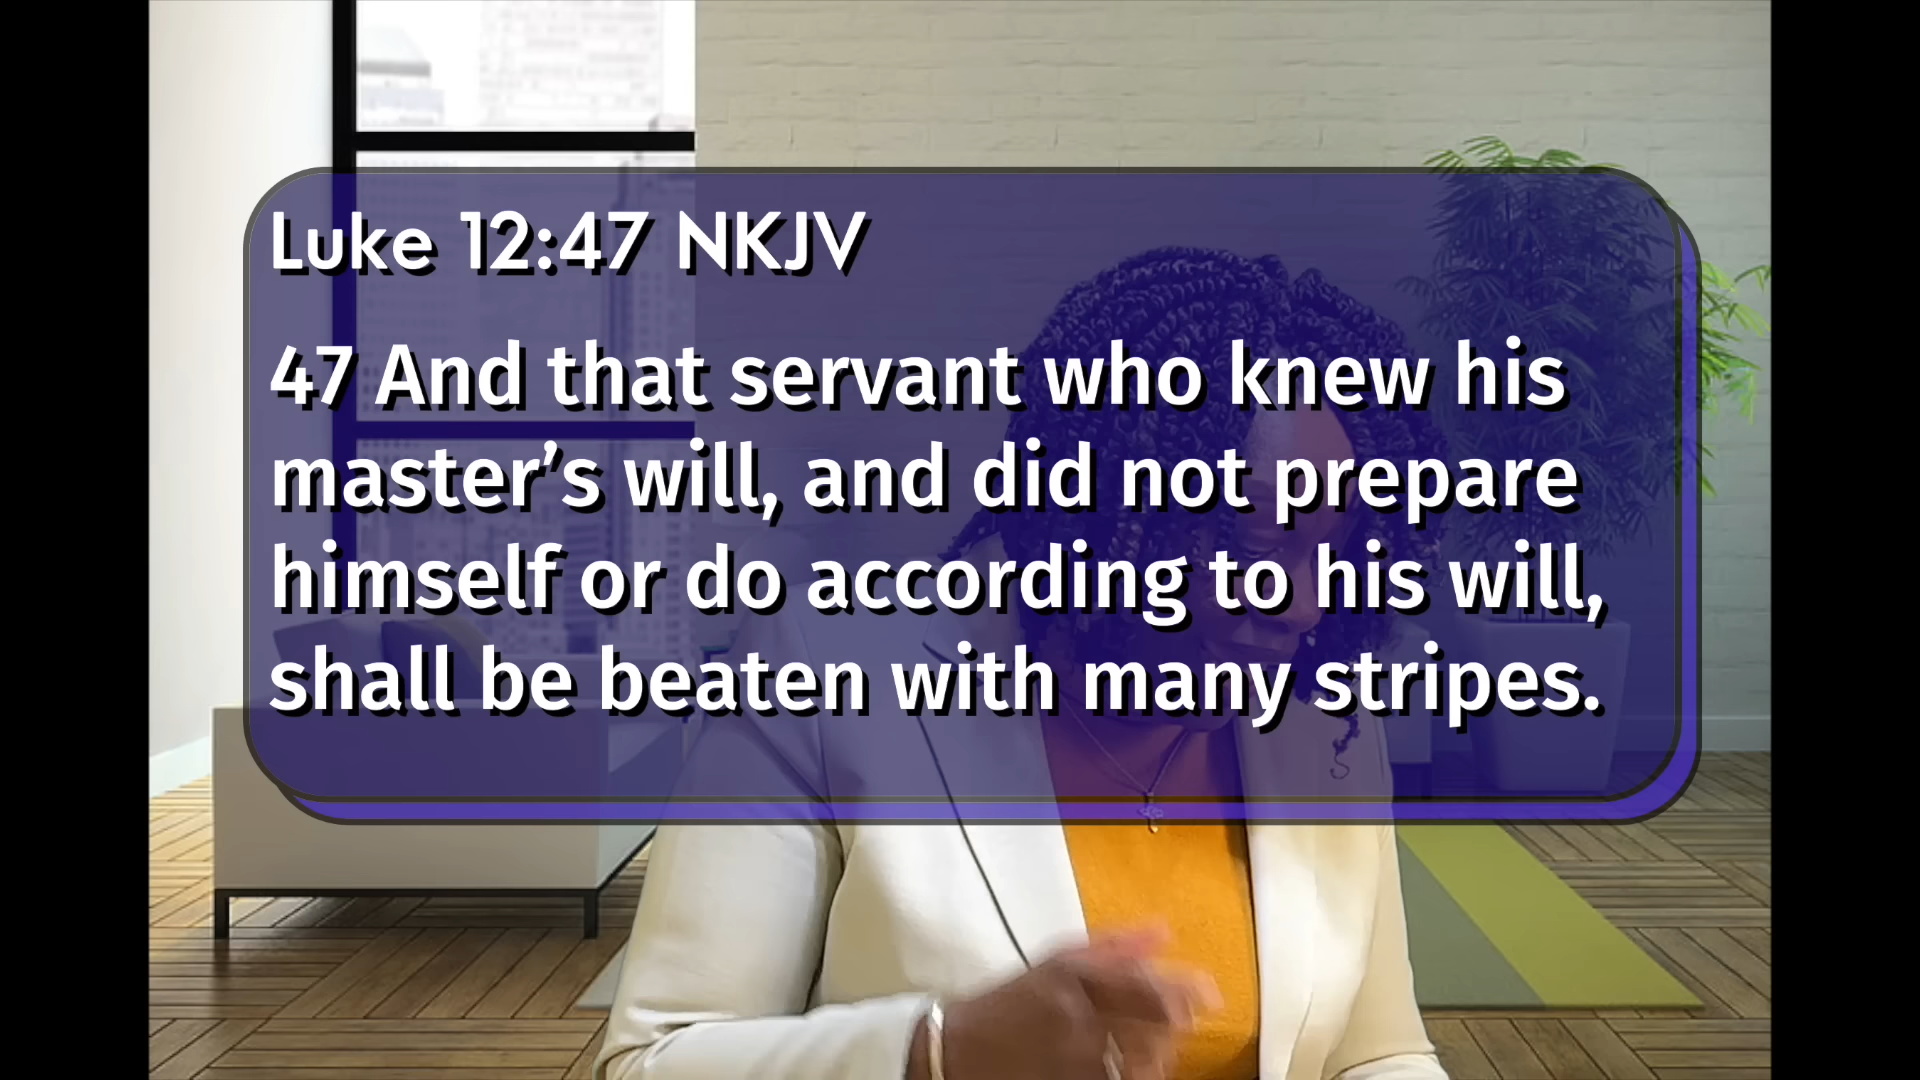 Luke 12:47 NKJV
47 And that servant who knew his
master’s will, and did not prepare
himself or do according to his will,
shall be beaten with many stripes.